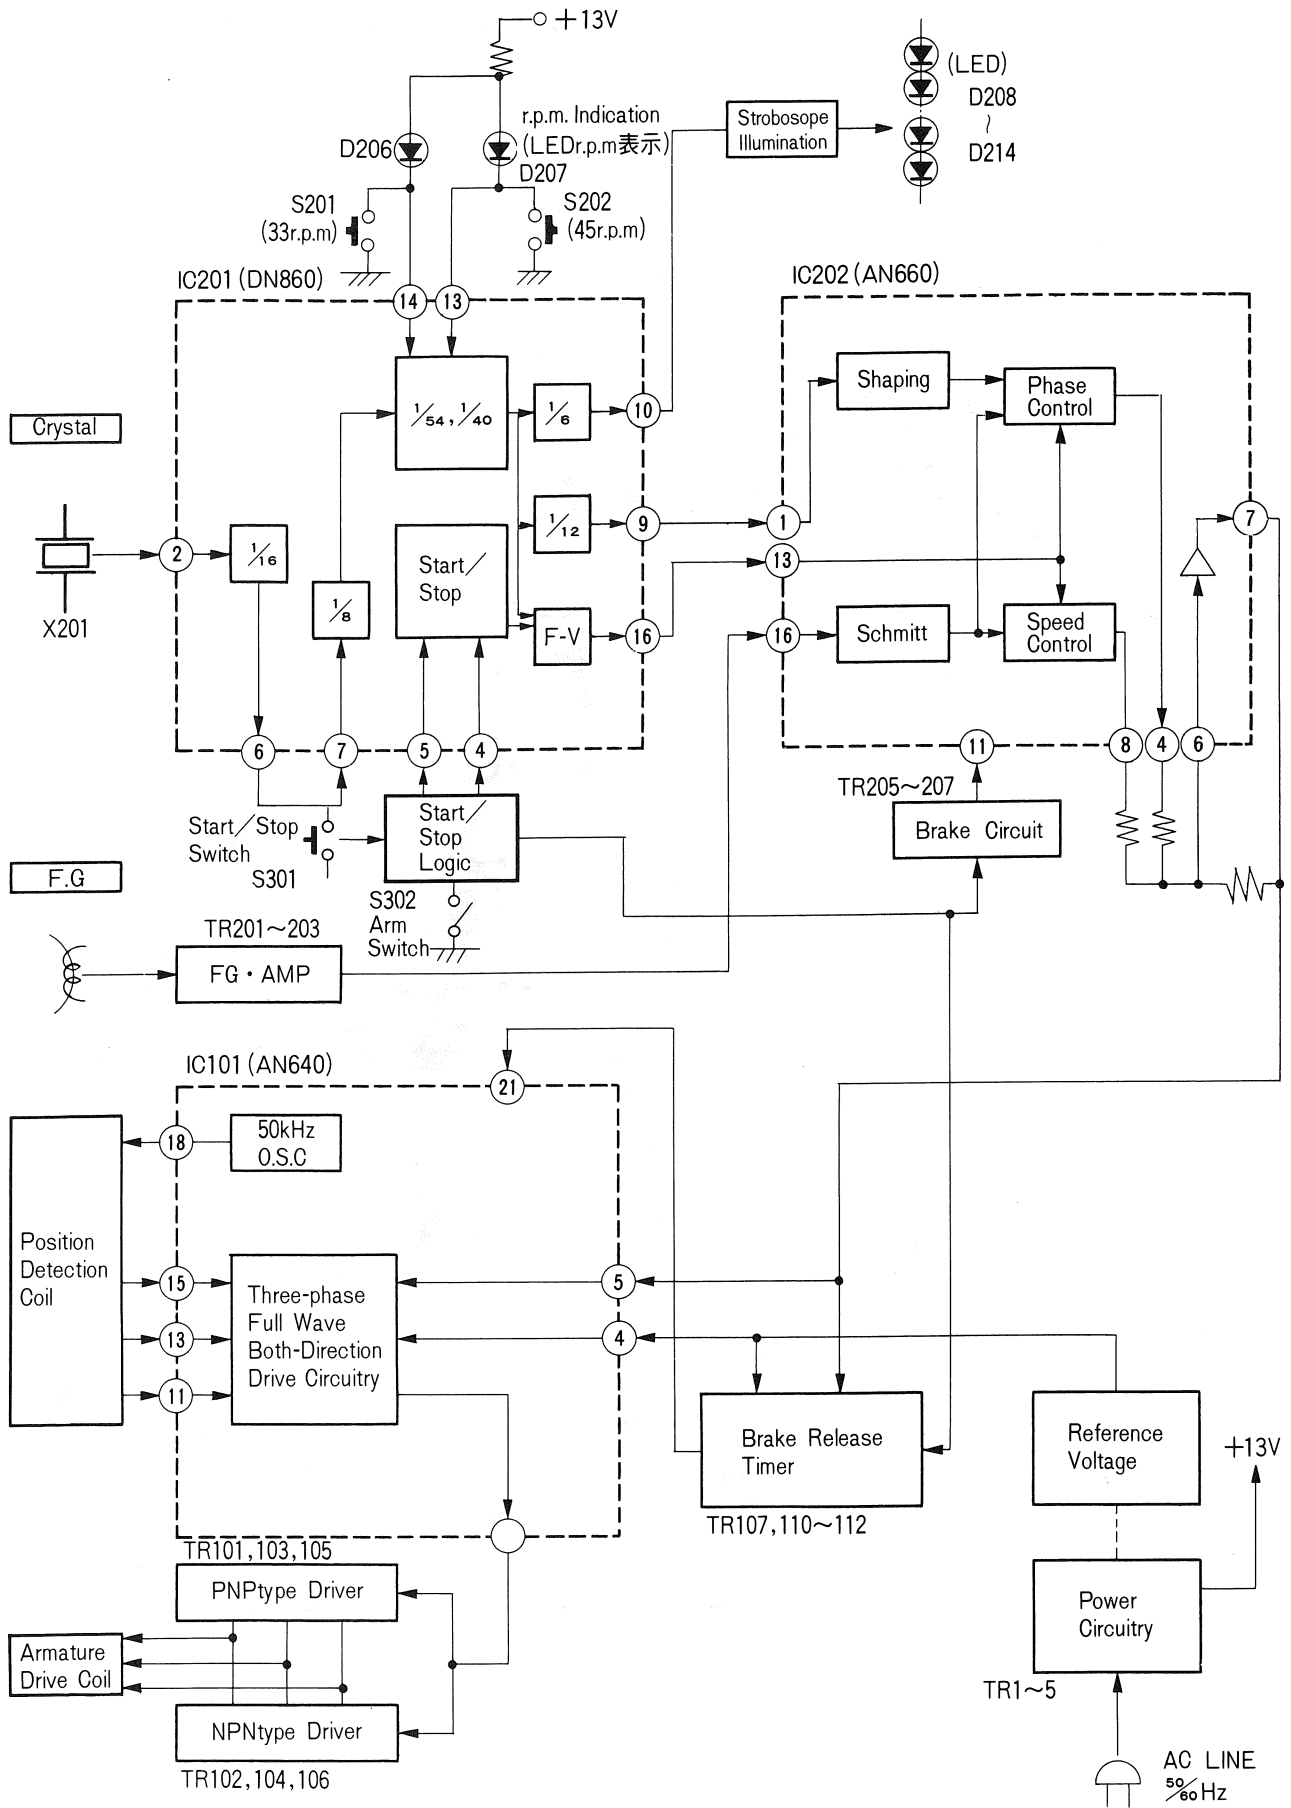 +13V
(LED)
D208
~
D214
r.p.m. Indication
(LEDr.p.m表示)
D206
D207
Strobosope
Illumination
S201
(33r.p.m)
S202
(45r.p.m)
IC201 (DN860)
14
13
1/54, 1/40
1/6
10
Crystal
1/12
9
2
1/16
Start/
Stop
1/8
F-V
16
X201
6
7
5
4
IC202 (AN660)
Shaping
Phase
Control
1
7
13
16
Schmitt
Speed
Control
11
8
4
6
TR205~207
Brake Circuit
Start/Stop
Switch
S301
Start/
Stop
Logic
S302
Arm
Switch
F.G
TR201~203
FG・AMP
IC101 (AN640)
21
18
50kHz
O.S.C
Position
Detection
Coil
15
13
11
Three-phase
Full Wave
Both-Direction
Drive Circuitry
5
4
Brake Release
Timer
TR107, 110~112
Reference
Voltage
+13V
Power
Circuitry
TR1~5
AC LINE
50/60 Hz
TR101, 103, 105
PNPtype Driver
Armature
Drive Coil
NPNtype Driver
TR102, 104, 106